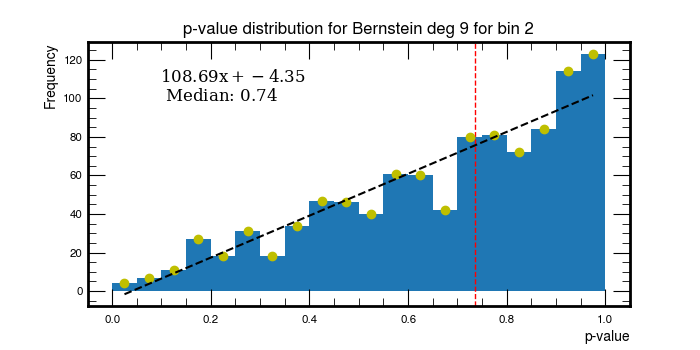 p-value distribution for Bernstein deg 9 for bin 2
Frequency
108.69x + −4.35
Median: 0.74
120
100
80
60
40
20
0
0.0 0.2 0.4 0.6 0.8 1.0
p-value